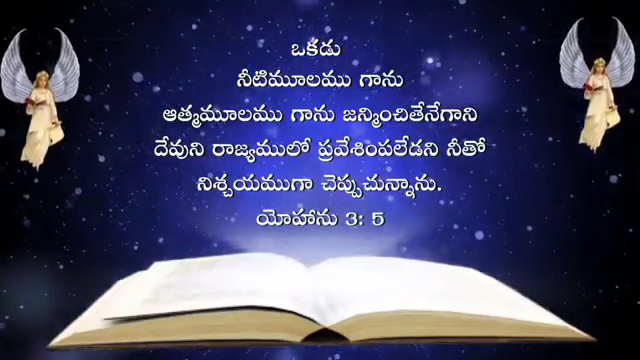 ఒకడు
నీటిమూలము గాను
ఆత్మమూలము గాను జన్మించితేనేగాని
దేవుని రాజ్యములో ప్రవేశింపలేడని నీతో
నిశ్చయముగా చెప్పుచున్నాను.
యోహాను 3: 5